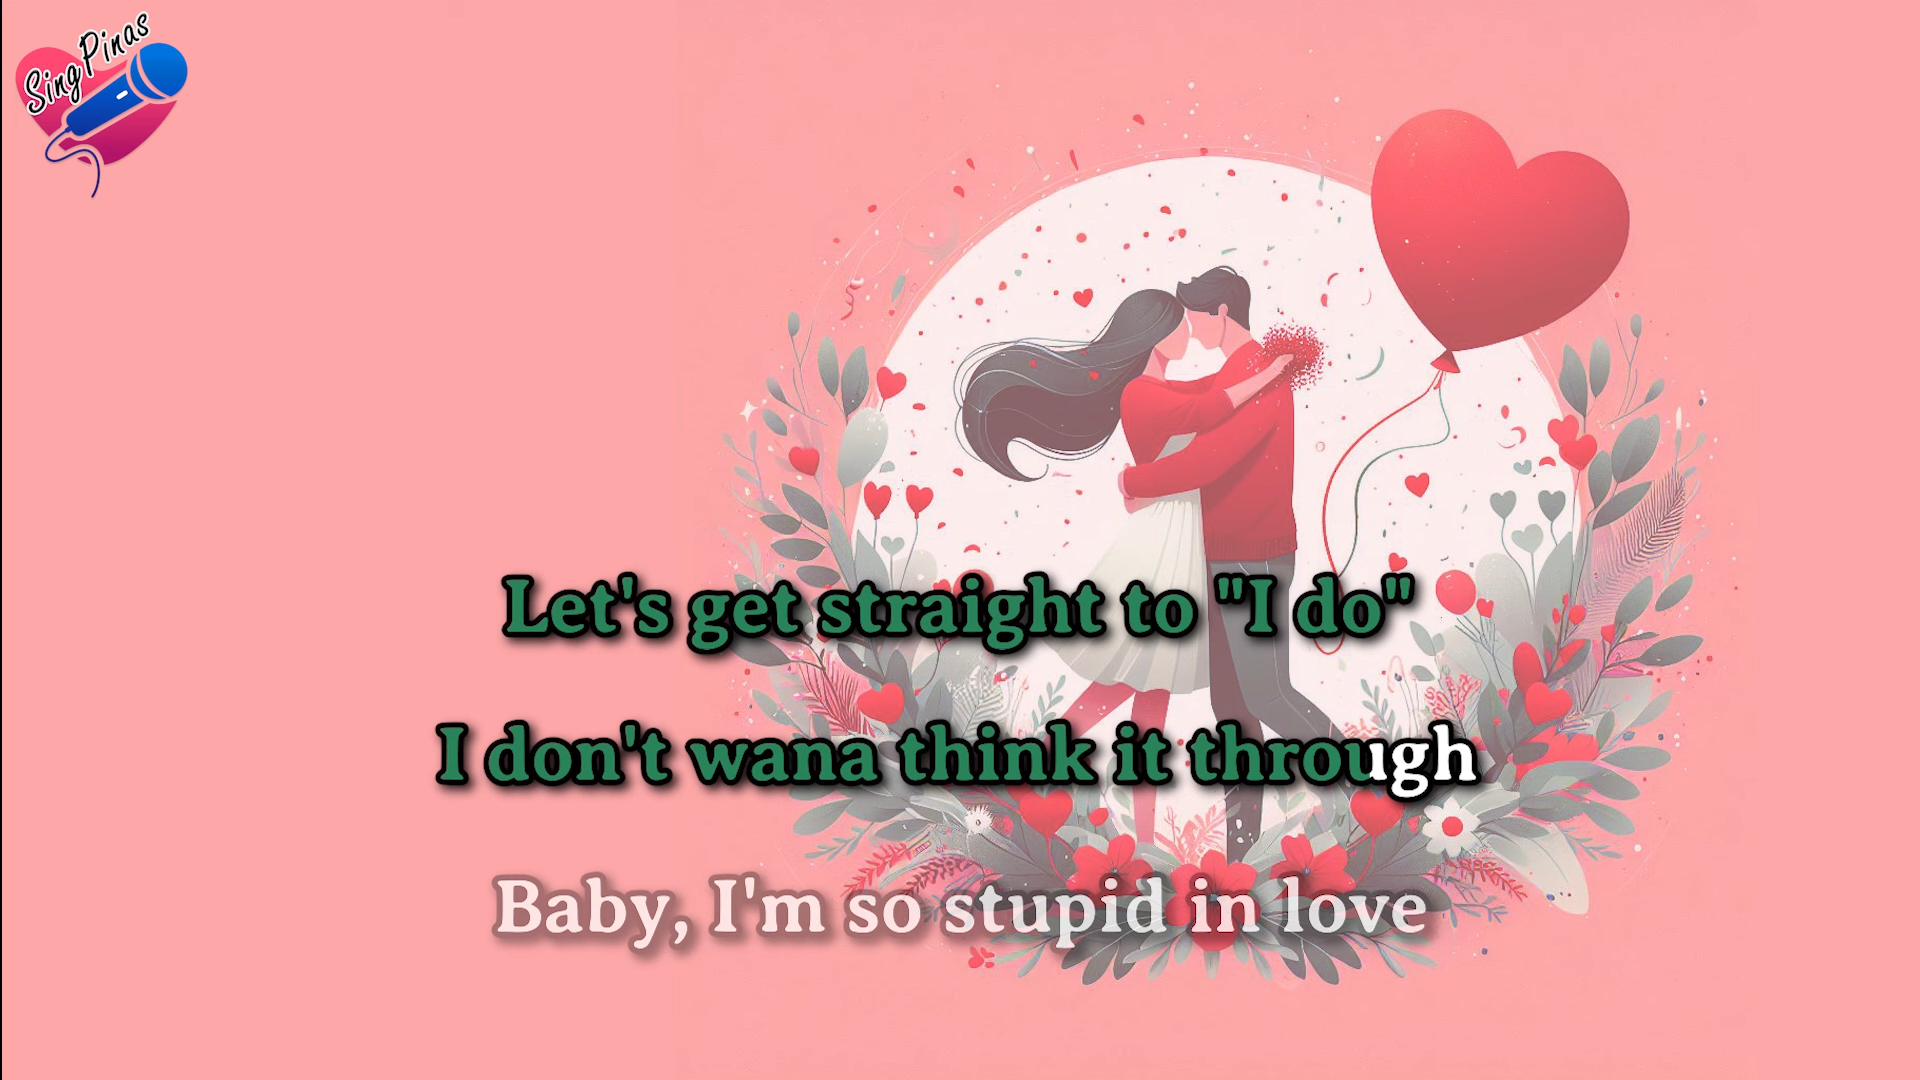 SingPinas
Let's get straight to "I do"
I don't wana think it through
Baby, I'm so stupid in love